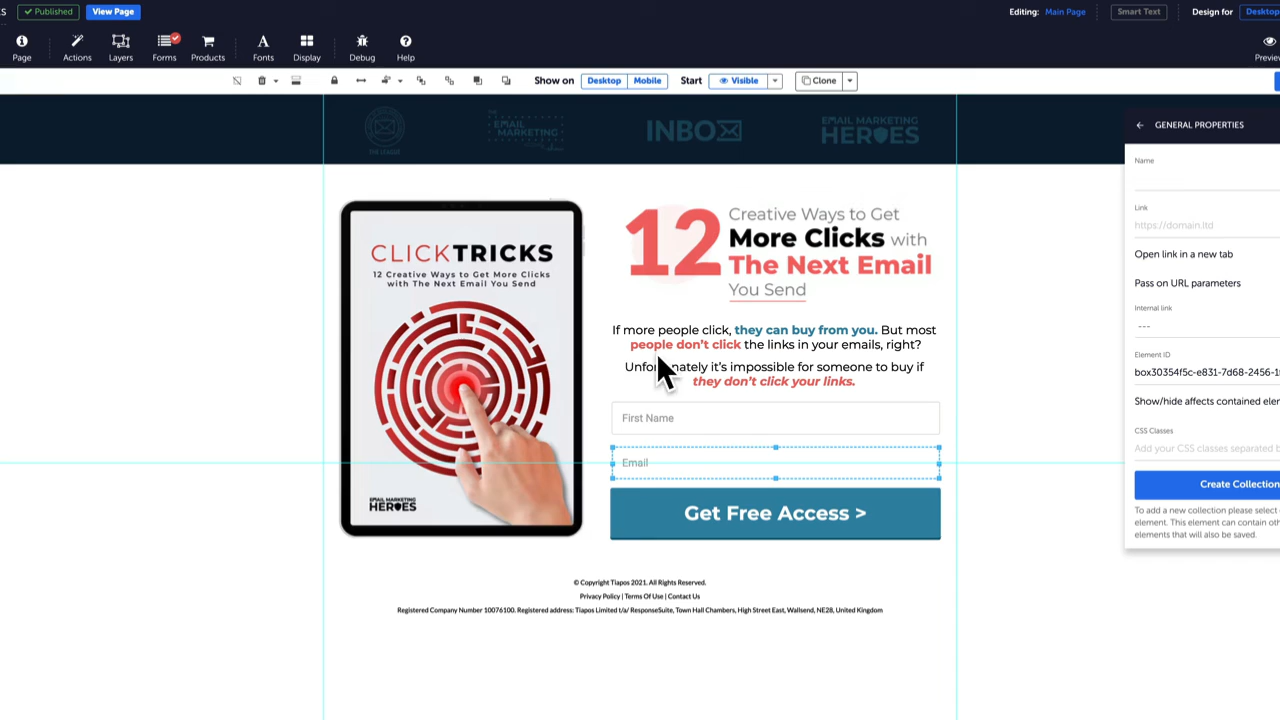 S
Published
View Page
Editing: Main Page
Smart Text
Design for
Desktop
Page
Actions
Layers
Forms
Products
Fonts
Display
Debug
Help
Preview
Show on
Desktop
Mobile
Start
Visible
Clone
THE LEAGUE
THE
EMAIL
MARKETING
INBOX
EMAIL MARKETING
HEROES
GENERAL PROPERTIES
Name
Link
https://domain.ltd
Open link in a new tab
Pass on URL parameters
Internal link
---
Element ID
box30354f5c-e831-7d68-2456-1
Show/hide affects contained ele
CSS Classes
Add your CSS classes separated b
Create Collection
To add a new collection please select
element. This element can contain ot
elements that will also be saved.
CLICKTRICKS
12 Creative Ways to Get More Clicks
with The Next Email You Send
EMAIL MARKETING
HEROES
12
Creative Ways to Get
More Clicks with
The Next Email
You Send
If more people click, they can buy from you. But most
people don't click the links in your emails, right?
Unfortunately it's impossible for someone to buy if
they don't click your links.
First Name
Email
Get Free Access >
© Copyright Tiapos 2021. All Rights Reserved.
Privacy Policy | Terms Of Use | Contact Us
Registered Company Number 10076100. Registered address: Tiapos Limited t/a/ ResponseSuite, Town Hall Chambers, High Street East, Wallsend, NE28, United Kingdom